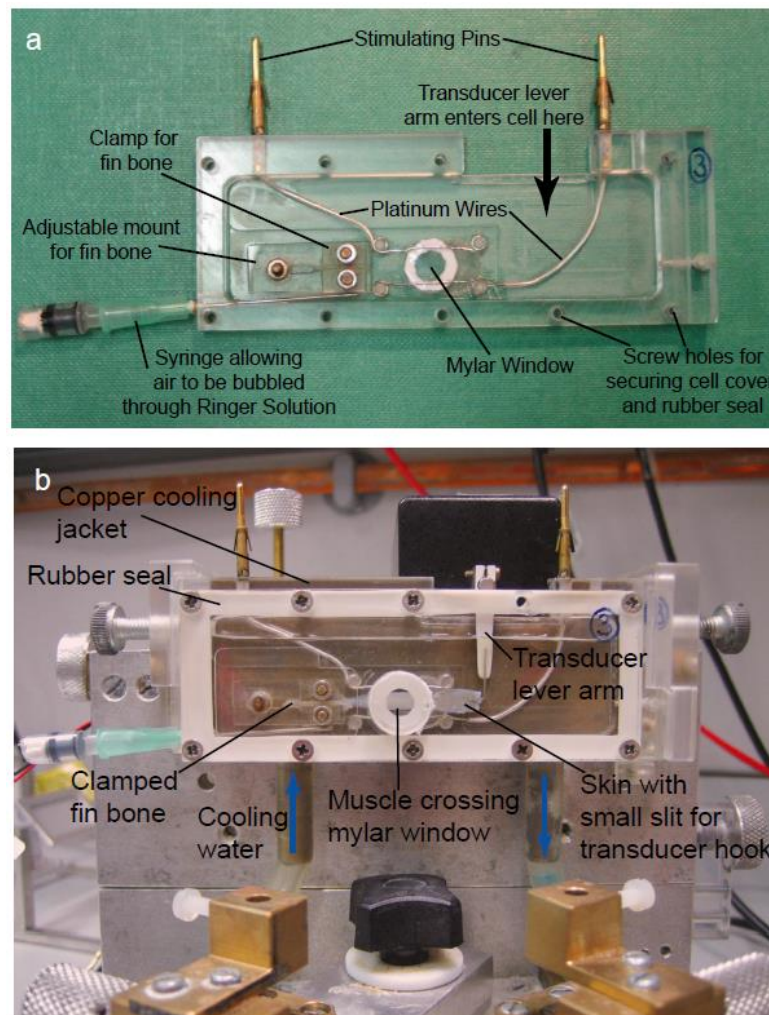 a
Stimulating Pins
Transducer lever
arm enters cell here
Clamp for
fin bone
③
Platinum Wires
Adjustable mount
for fin bone
Syringe allowing
air to be bubbled
through Ringer Solution
Mylar Window
Screw holes for
securing cell cover
and rubber seal
b
Copper cooling
jacket
Rubber seal
③
Transducer
lever arm
Clamped
fin bone
Cooling
water
Muscle crossing
mylar window
Skin with
small slit for
transducer hook